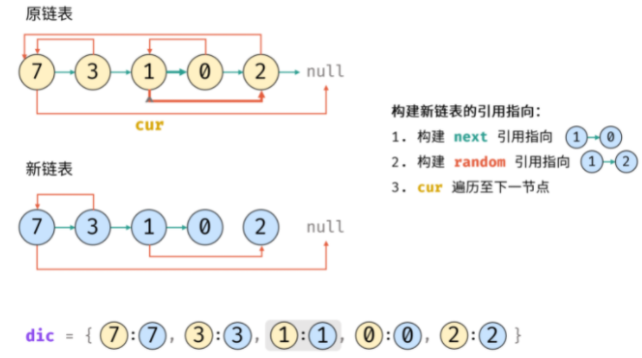 原链表
7 3 1 0 2 null
cur
构建新链表的引用指向：
1. 构建 next 引用指向 1 0
2. 构建 random 引用指向 1 2
3. cur 遍历至下一节点
新链表
7 3 1 0 2 null
dic = { 7:7, 3:3, 1:1, 0:0, 2:2 }